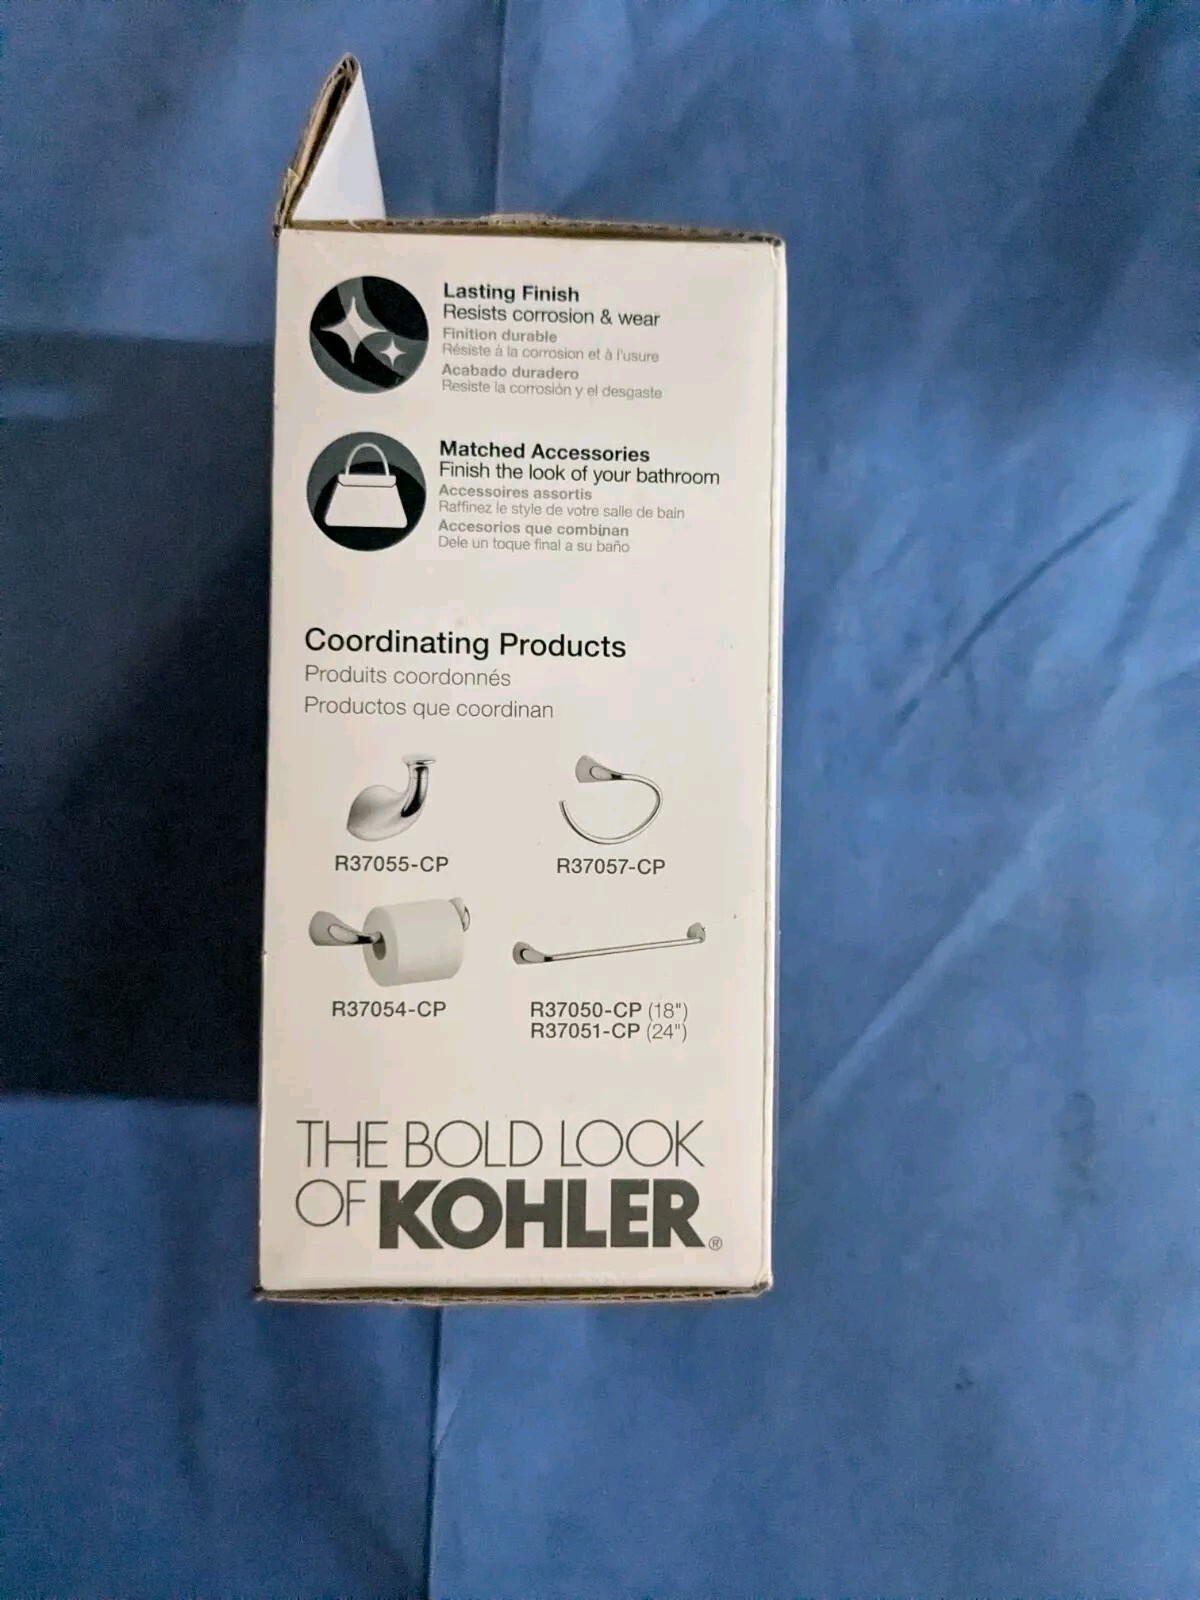 Lasting Finish
Resists corrosion & wear
Finition durable
Résiste à la corrosion et à l'usure
Acabado duradero
Resiste la corrosión y el desgaste
Matched Accessories
Finish the look of your bathroom
Accessoires assortis
Raffinez le style de votre salle de bain
Accesorios que combinan
Dele un toque final a su baño
Coordinating Products
Produits coordonnés
Productos que coordinan
R37055-CP
R37057-CP
R37054-CP
R37050-CP (18")
R37051-CP (24")
THE BOLD LOOK
OF KOHLER®